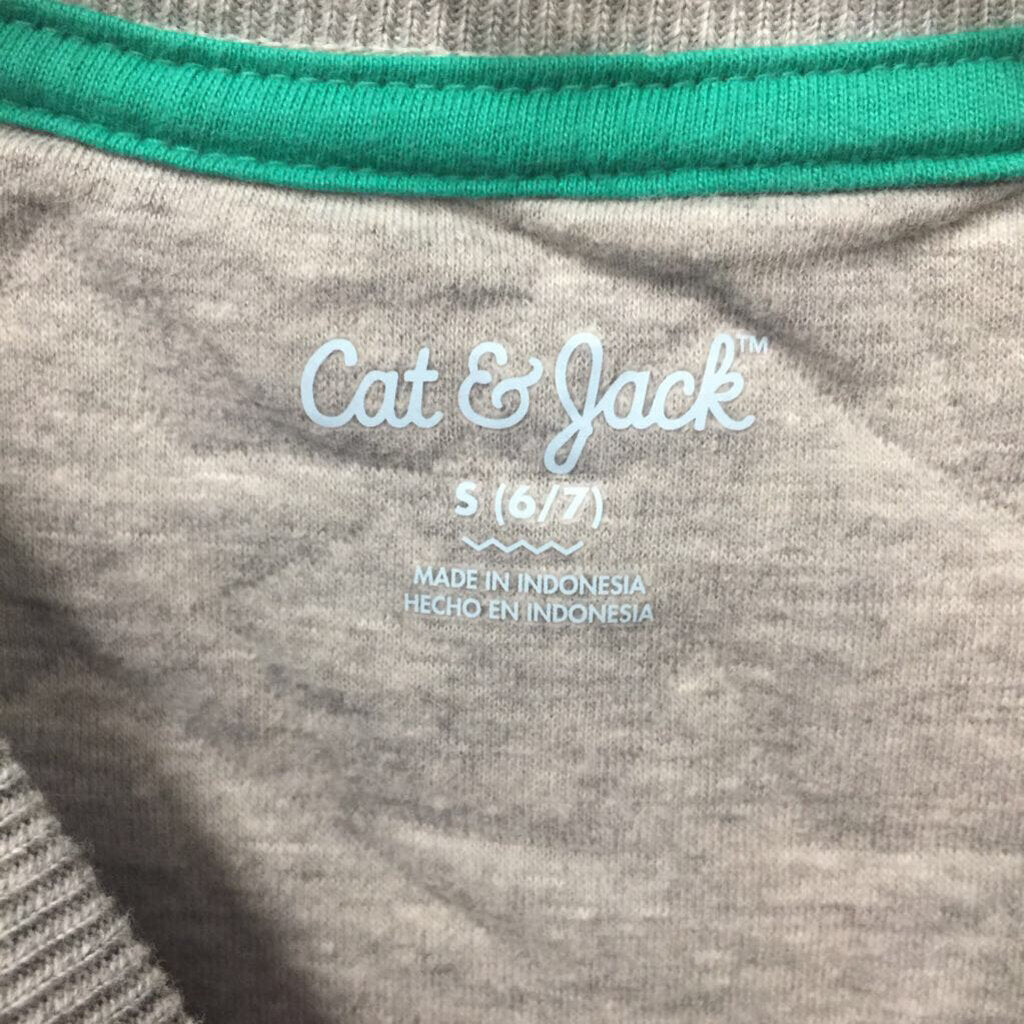 Cat & Jack™
S (6/7)
MADE IN INDONESIA
HECHO EN INDONESIA